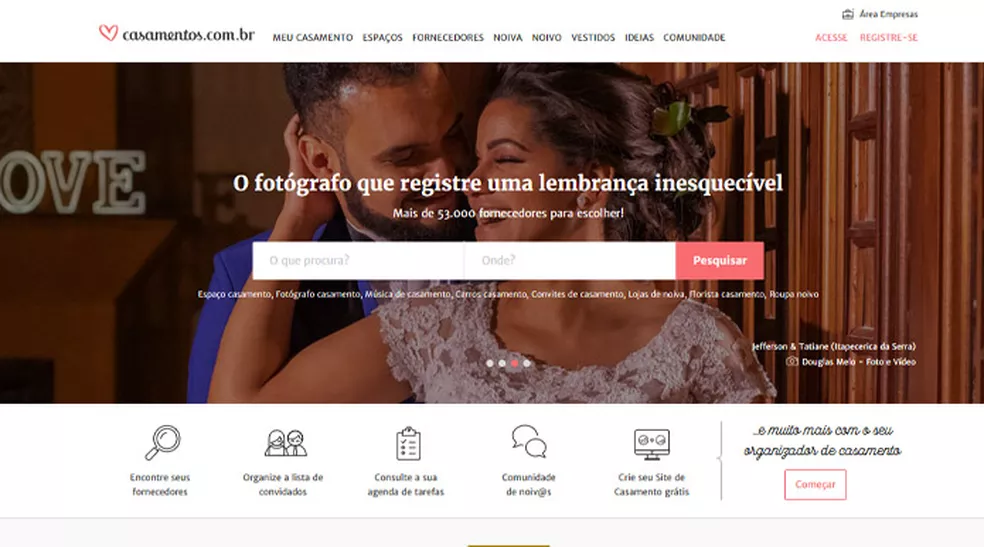 Área Empresas
casamentos.com.br
MEU CASAMENTO ESPAÇOS FORNECEDORES NOIVA NOIVO VESTIDOS IDEIAS COMUNIDADE
ACESSE REGISTRE-SE
OVE
O fotógrafo que registre uma lembrança inesquecível
Mais de 53.000 fornecedores para escolher!
O que procura? Onde? Pesquisar
Espaço casamento, Fotógrafo casamento, Música de casamento, Carros casamento, Convites de casamento, Lojas de noiva, Florista casamento, Roupa noivo
Jefferson & Tatiane (Itapecerica da Serra)
Douglas Melo - Foto e Vídeo
Encontre seus
fornecedores
Organize a lista de
convidados
Consulte a sua
agenda de tarefas
Comunidade
de noiv@s
Crie seu Site de
Casamento grátis
...e muito mais com o seu
organizador de casamento
Começar